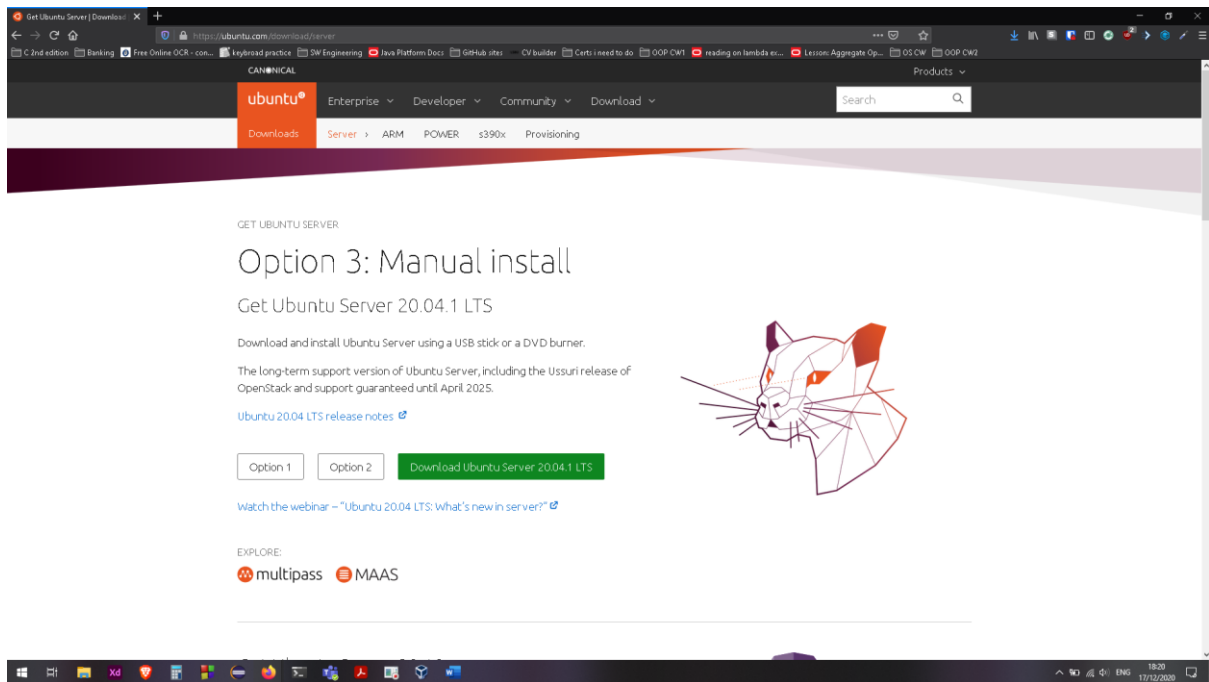 Get Ubuntu Server | Download
https://ubuntu.com/download/server
C 2nd edition Banking Free Online OCR - con... keybroad practice SW Engineering Java Platform Docs GitHub sites CV builder Certs i need to do OOP CW1 reading on lambda ex... Lesson: Aggregate Op... OS CW OOP CW2
CANONICAL Products
ubuntu Enterprise Developer Community Download Search
Downloads Server › ARM POWER s390x Provisioning
GET UBUNTU SERVER
Option 3: Manual install
Get Ubuntu Server 20.04.1 LTS
Download and install Ubuntu Server using a USB stick or a DVD burner.
The long-term support version of Ubuntu Server, including the Ussuri release of
OpenStack and support guaranteed until April 2025.
Ubuntu 20.04 LTS release notes
Option 1 Option 2 Download Ubuntu Server 20.04.1 LTS
Watch the webinar – "Ubuntu 20.04 LTS: What's new in server?"
EXPLORE:
multipass MAAS
Xd ENG 18:20
17/12/2020